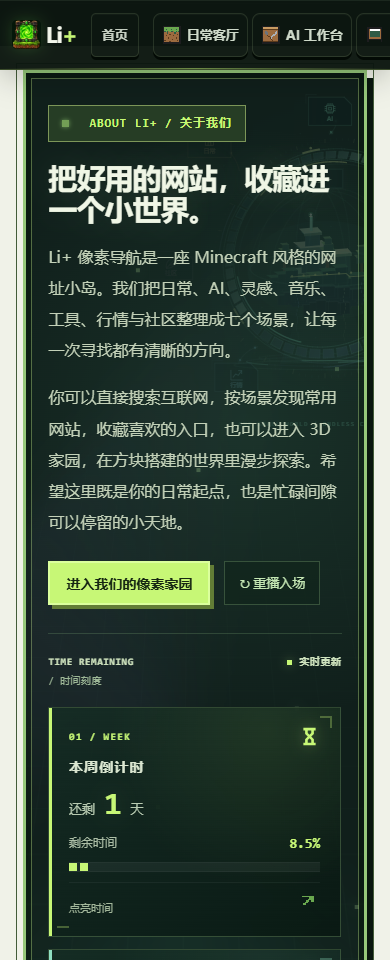 Li+
首页
日常客厅
AI 工作台
ABOUT LI+ / 关于我们
把好用的网站，收藏进
一个小世界。
Li+ 像素导航是一座 Minecraft 风格的网
址小岛。我们把日常、AI、灵感、音乐、
工具、行情与社区整理成七个场景，让每
一次寻找都有清晰的方向。
你可以直接搜索互联网，按场景发现常用
网站，收藏喜欢的入口，也可以进入 3D
家园，在方块搭建的世界里漫步探索。希
望这里既是你的日常起点，也是忙碌间隙
可以停留的小天地。
进入我们的像素家园
↻ 重播入场
TIME REMAINING
/ 时间刻度
实时更新
01 / WEEK
本周倒计时
还剩 1 天
剩余时间
8.5%
点亮时间